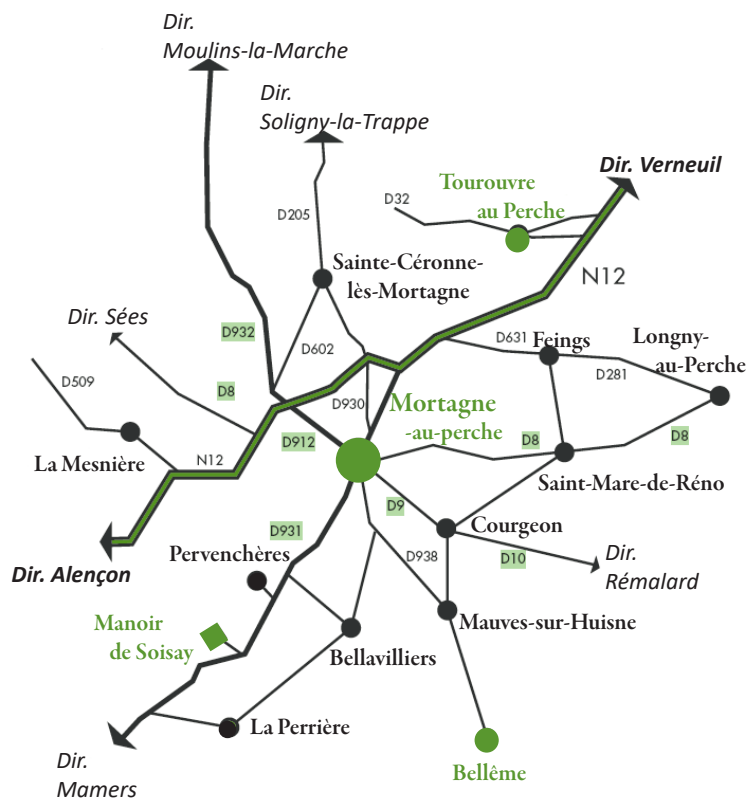 Dir.
Moulins-la-Marche
Dir.
Soligny-la-Trappe
Dir. Verneuil
Tourouvre
au Perche
D32
D205
Sainte-Céronne-
lès-Mortagne
N12
Dir. Sées
D932
D602
D631
Feings
Longny-
au-Perche
D281
D509
D8
D930
Mortagne
-au-perche
D912
D8
D8
La Mesnière
N12
Saint-Mare-de-Réno
D9
Courgeon
D931
Pervenchères
D938
D10
Dir.
Rémalard
Dir. Alençon
Manoir
de Soisay
Mauves-sur-Huisne
Bellavilliers
La Perrière
Dir.
Mamers
Bellême